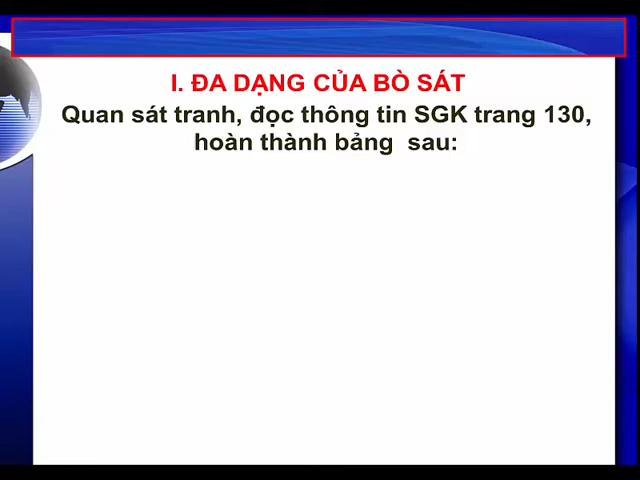 I. ĐA DẠNG CỦA BÒ SÁT
Quan sát tranh, đọc thông tin SGK trang 130,
hoàn thành bảng sau: